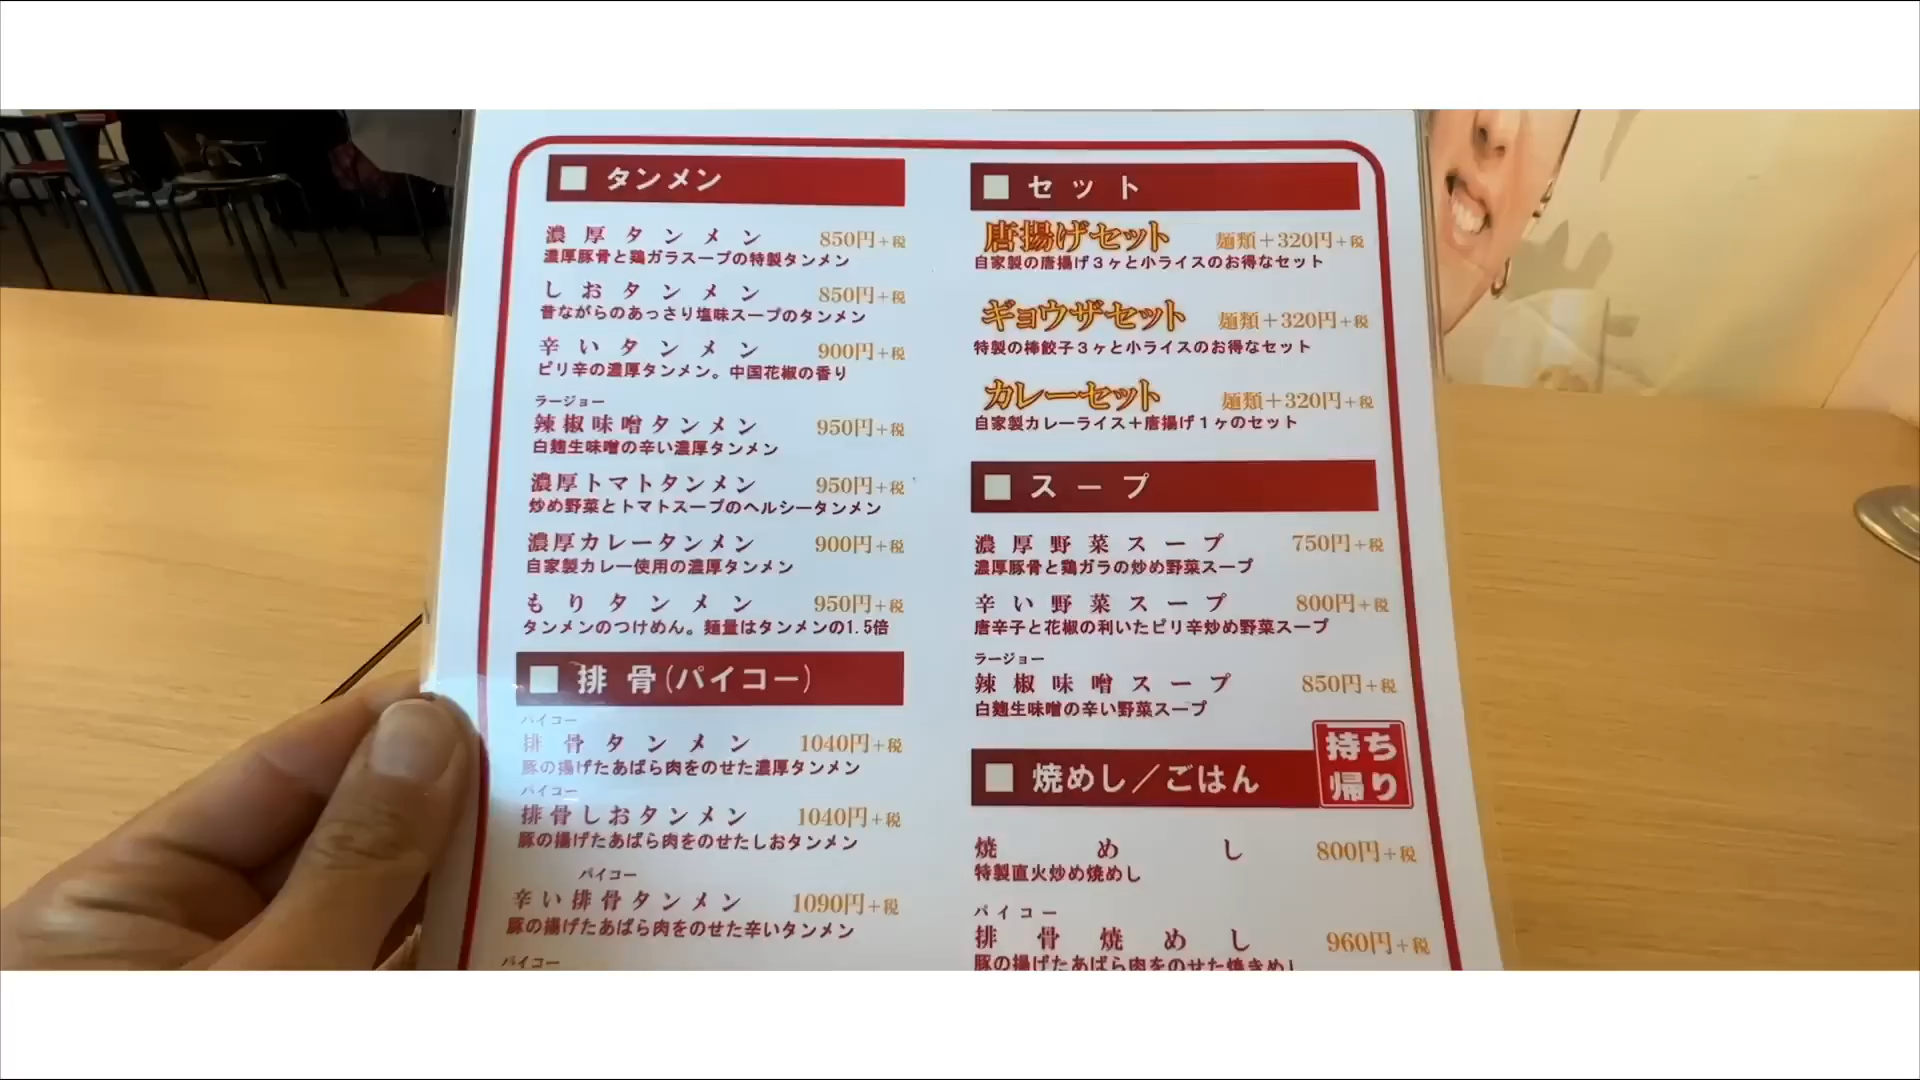 タンメン
濃厚タンメン 850円+税
濃厚豚骨と鶏ガラスープの特製タンメン
しおタンメン 850円+税
昔ながらのあっさり塩味スープのタンメン
辛いタンメン 900円+税
ピリ辛の濃厚タンメン。中国花椒の香り
ラージョー
辣椒味噌タンメン 950円+税
白麹生味噌の辛い濃厚タンメン
濃厚トマトタンメン 950円+税
炒め野菜とトマトスープのヘルシータンメン
濃厚カレータンメン 900円+税
自家製カレー使用の濃厚タンメン
もりタンメン 950円+税
タンメンのつけめん。麺量はタンメンの1.5倍
排骨(パイコー)
パイコー
排骨タンメン 1040円+税
豚の揚げたあばら肉をのせた濃厚タンメン
パイコー
排骨しおタンメン 1040円+税
豚の揚げたあばら肉をのせたしおタンメン
パイコー
辛い排骨タンメン 1090円+税
豚の揚げたあばら肉をのせた辛いタンメン
パイコー
セット
唐揚げセット 麺類+320円+税
自家製の唐揚げ3ヶと小ライスのお得なセット
ギョウザセット 麺類+320円+税
特製の棒餃子3ヶと小ライスのお得なセット
カレーセット 麺類+320円+税
自家製カレーライス+唐揚げ1ヶのセット
スープ
濃厚野菜スープ 750円+税
濃厚豚骨と鶏ガラの炒め野菜スープ
辛い野菜スープ 800円+税
唐辛子と花椒の利いたピリ辛炒め野菜スープ
ラージョー
辣椒味噌スープ 850円+税
白麹生味噌の辛い野菜スープ
焼めし/ごはん
持ち
帰り
焼めし 800円+税
特製直火炒め焼めし
パイコー
排骨焼めし 960円+税
豚の揚げたあばら肉をのせた焼きめし